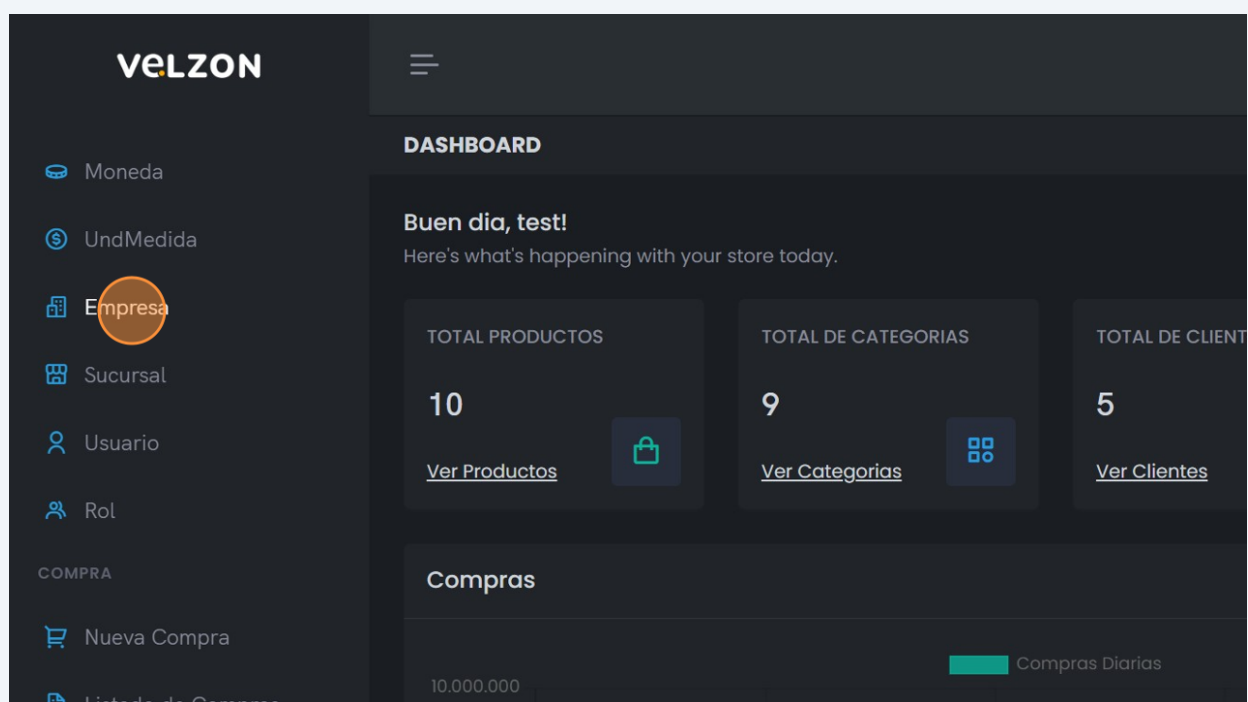 VELZON
Moneda
UndMedida
Empresa
Sucursal
Usuario
Rol
COMPRA
Nueva Compra
DASHBOARD
Buen dia, test!
Here's what's happening with your store today.
TOTAL PRODUCTOS
10
Ver Productos
TOTAL DE CATEGORIAS
9
Ver Categorias
TOTAL DE CLIENT
5
Ver Clientes
Compras
Compras Diarias
10.000.000